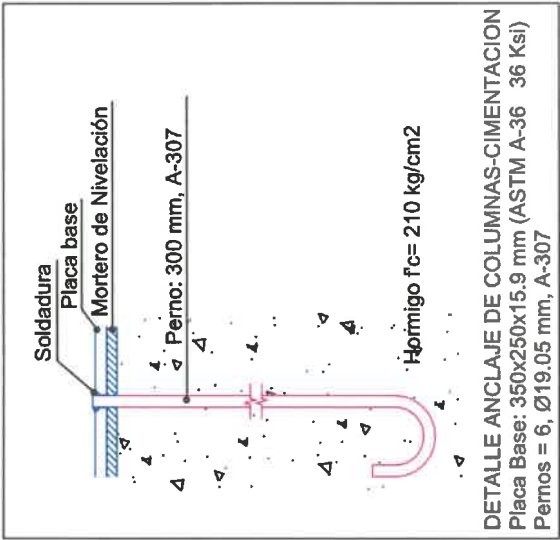 Soldadura
Placa base
Mortero de Nivelación
Perno: 300 mm, A-307
Hormigo f'c= 210 kg/cm2
DETALLE ANCLAJE DE COLUMNAS-CIMENTACION
Placa Base: 350x250x15.9 mm (ASTM A-36 36 Ksi)
Pernos = 6, Ø19.05 mm, A-307